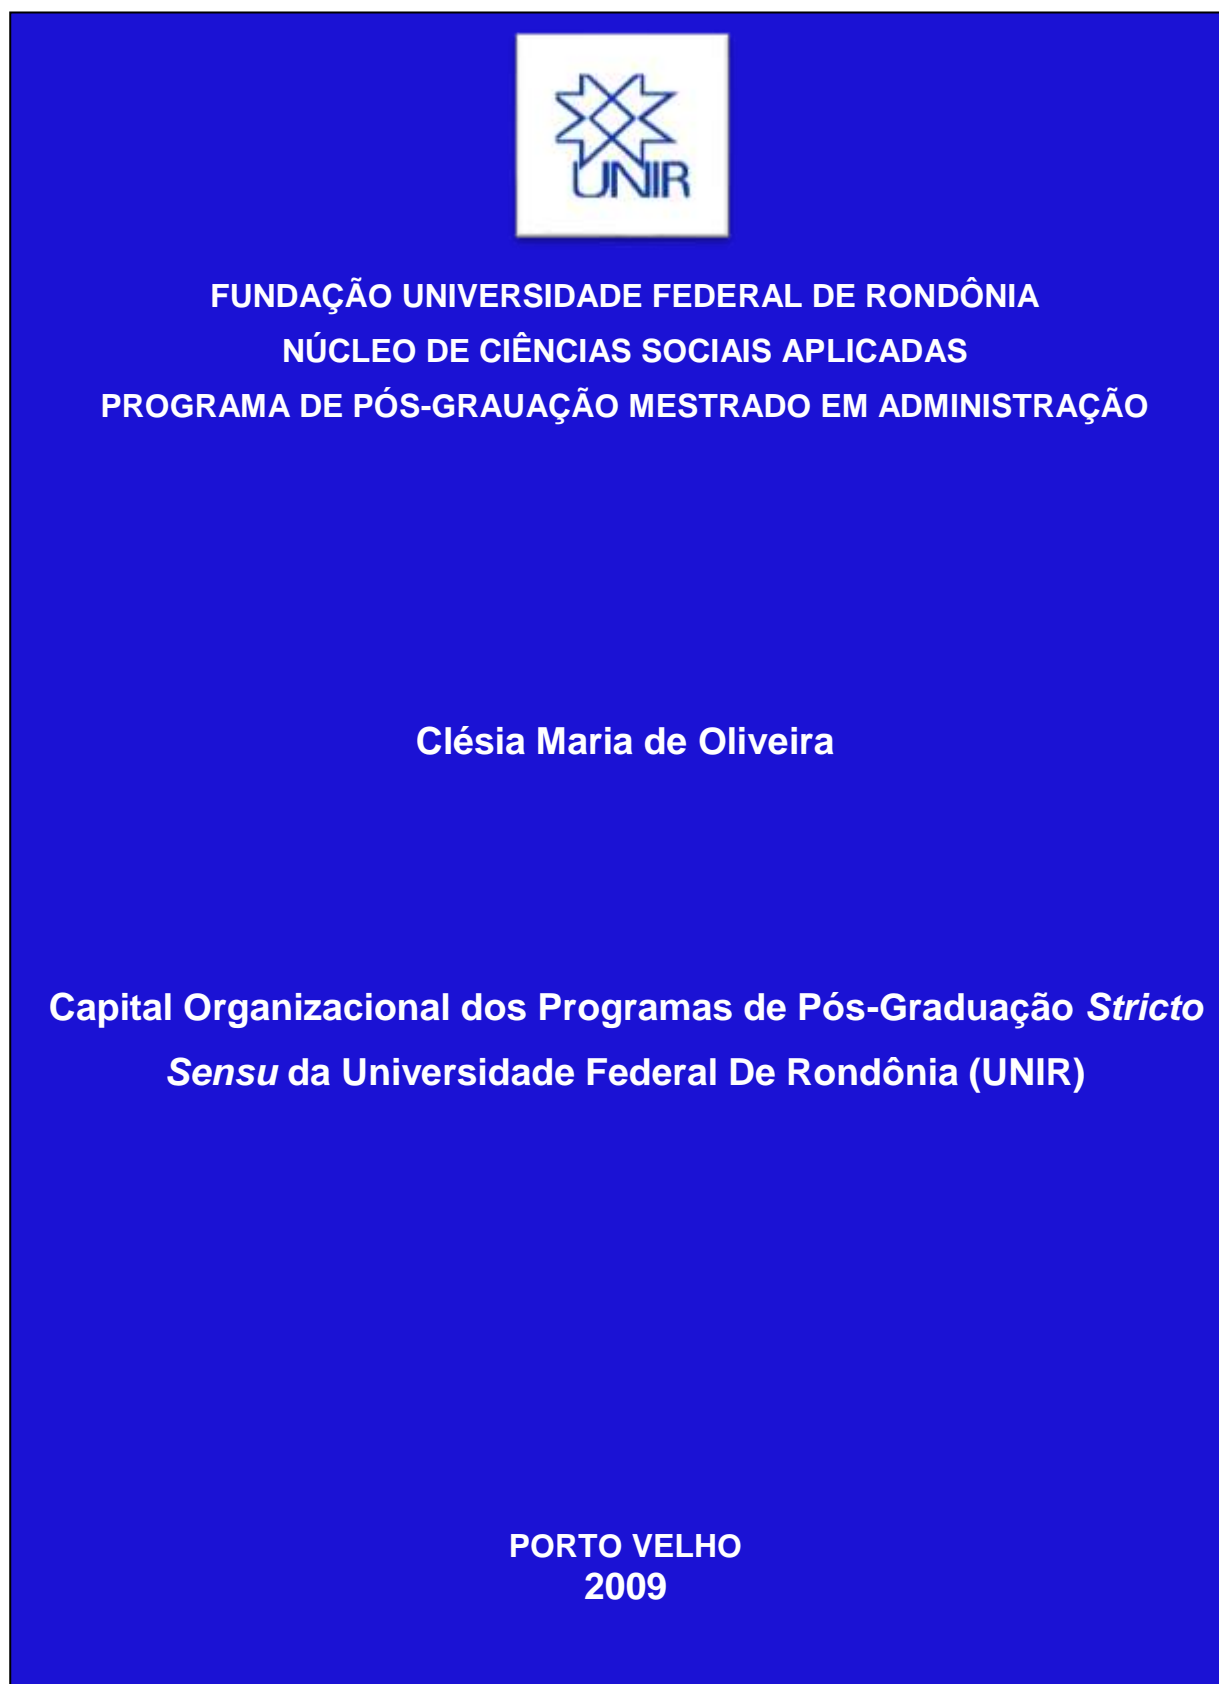 UNIR
FUNDAÇÃO UNIVERSIDADE FEDERAL DE RONDÔNIA
NÚCLEO DE CIÊNCIAS SOCIAIS APLICADAS
PROGRAMA DE PÓS-GRAUAÇÃO MESTRADO EM ADMINISTRAÇÃO
Clésia Maria de Oliveira
Capital Organizacional dos Programas de Pós-Graduação Stricto
Sensu da Universidade Federal De Rondônia (UNIR)
PORTO VELHO
2009